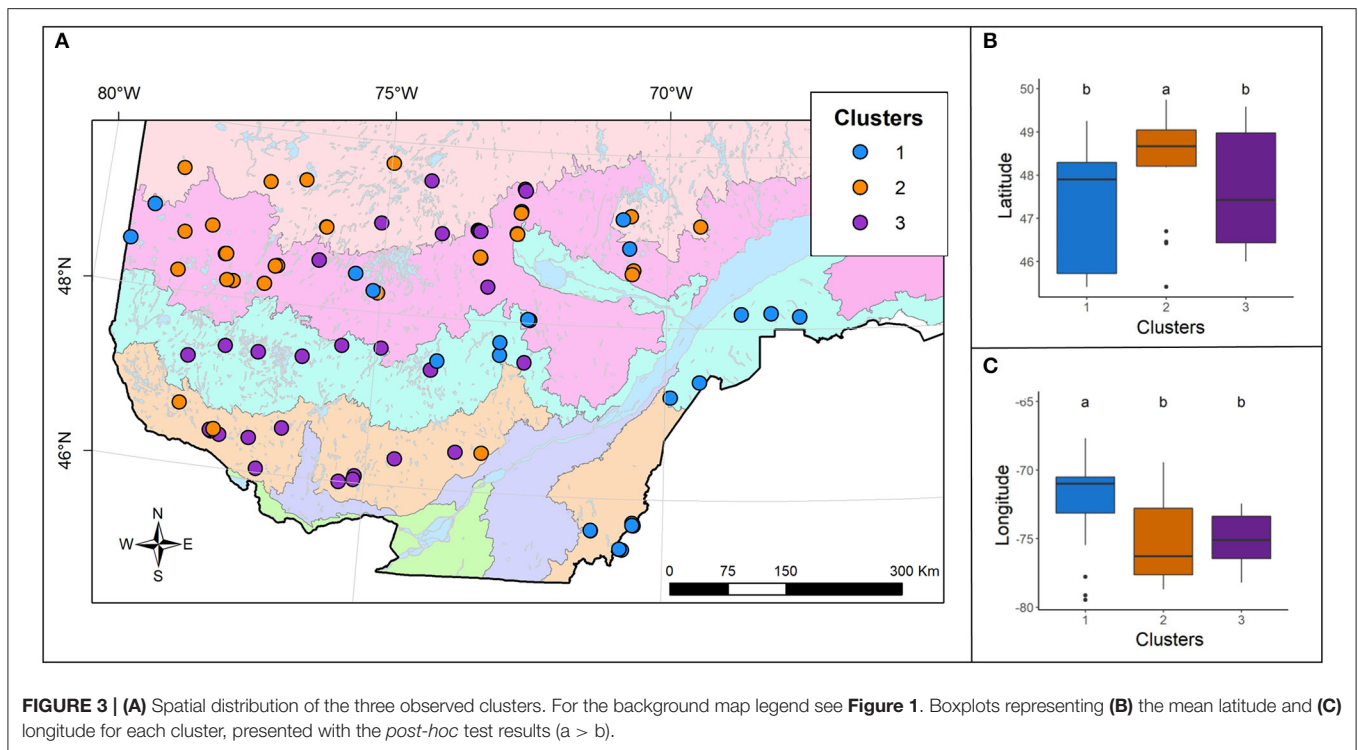 A
80°W
75°W
70°W
48°N
46°N
Clusters
1
2
3
N
W
E
S
0
75
150
300 Km
B
50
49
48
47
46
Latitude
b
a
b
1
2
3
Clusters
C
-65
-70
-75
-80
Longitude
a
b
b
1
2
3
Clusters
FIGURE 3 | (A) Spatial distribution of the three observed clusters. For the background map legend see Figure 1. Boxplots representing (B) the mean latitude and (C)
longitude for each cluster, presented with the post-hoc test results (a > b).